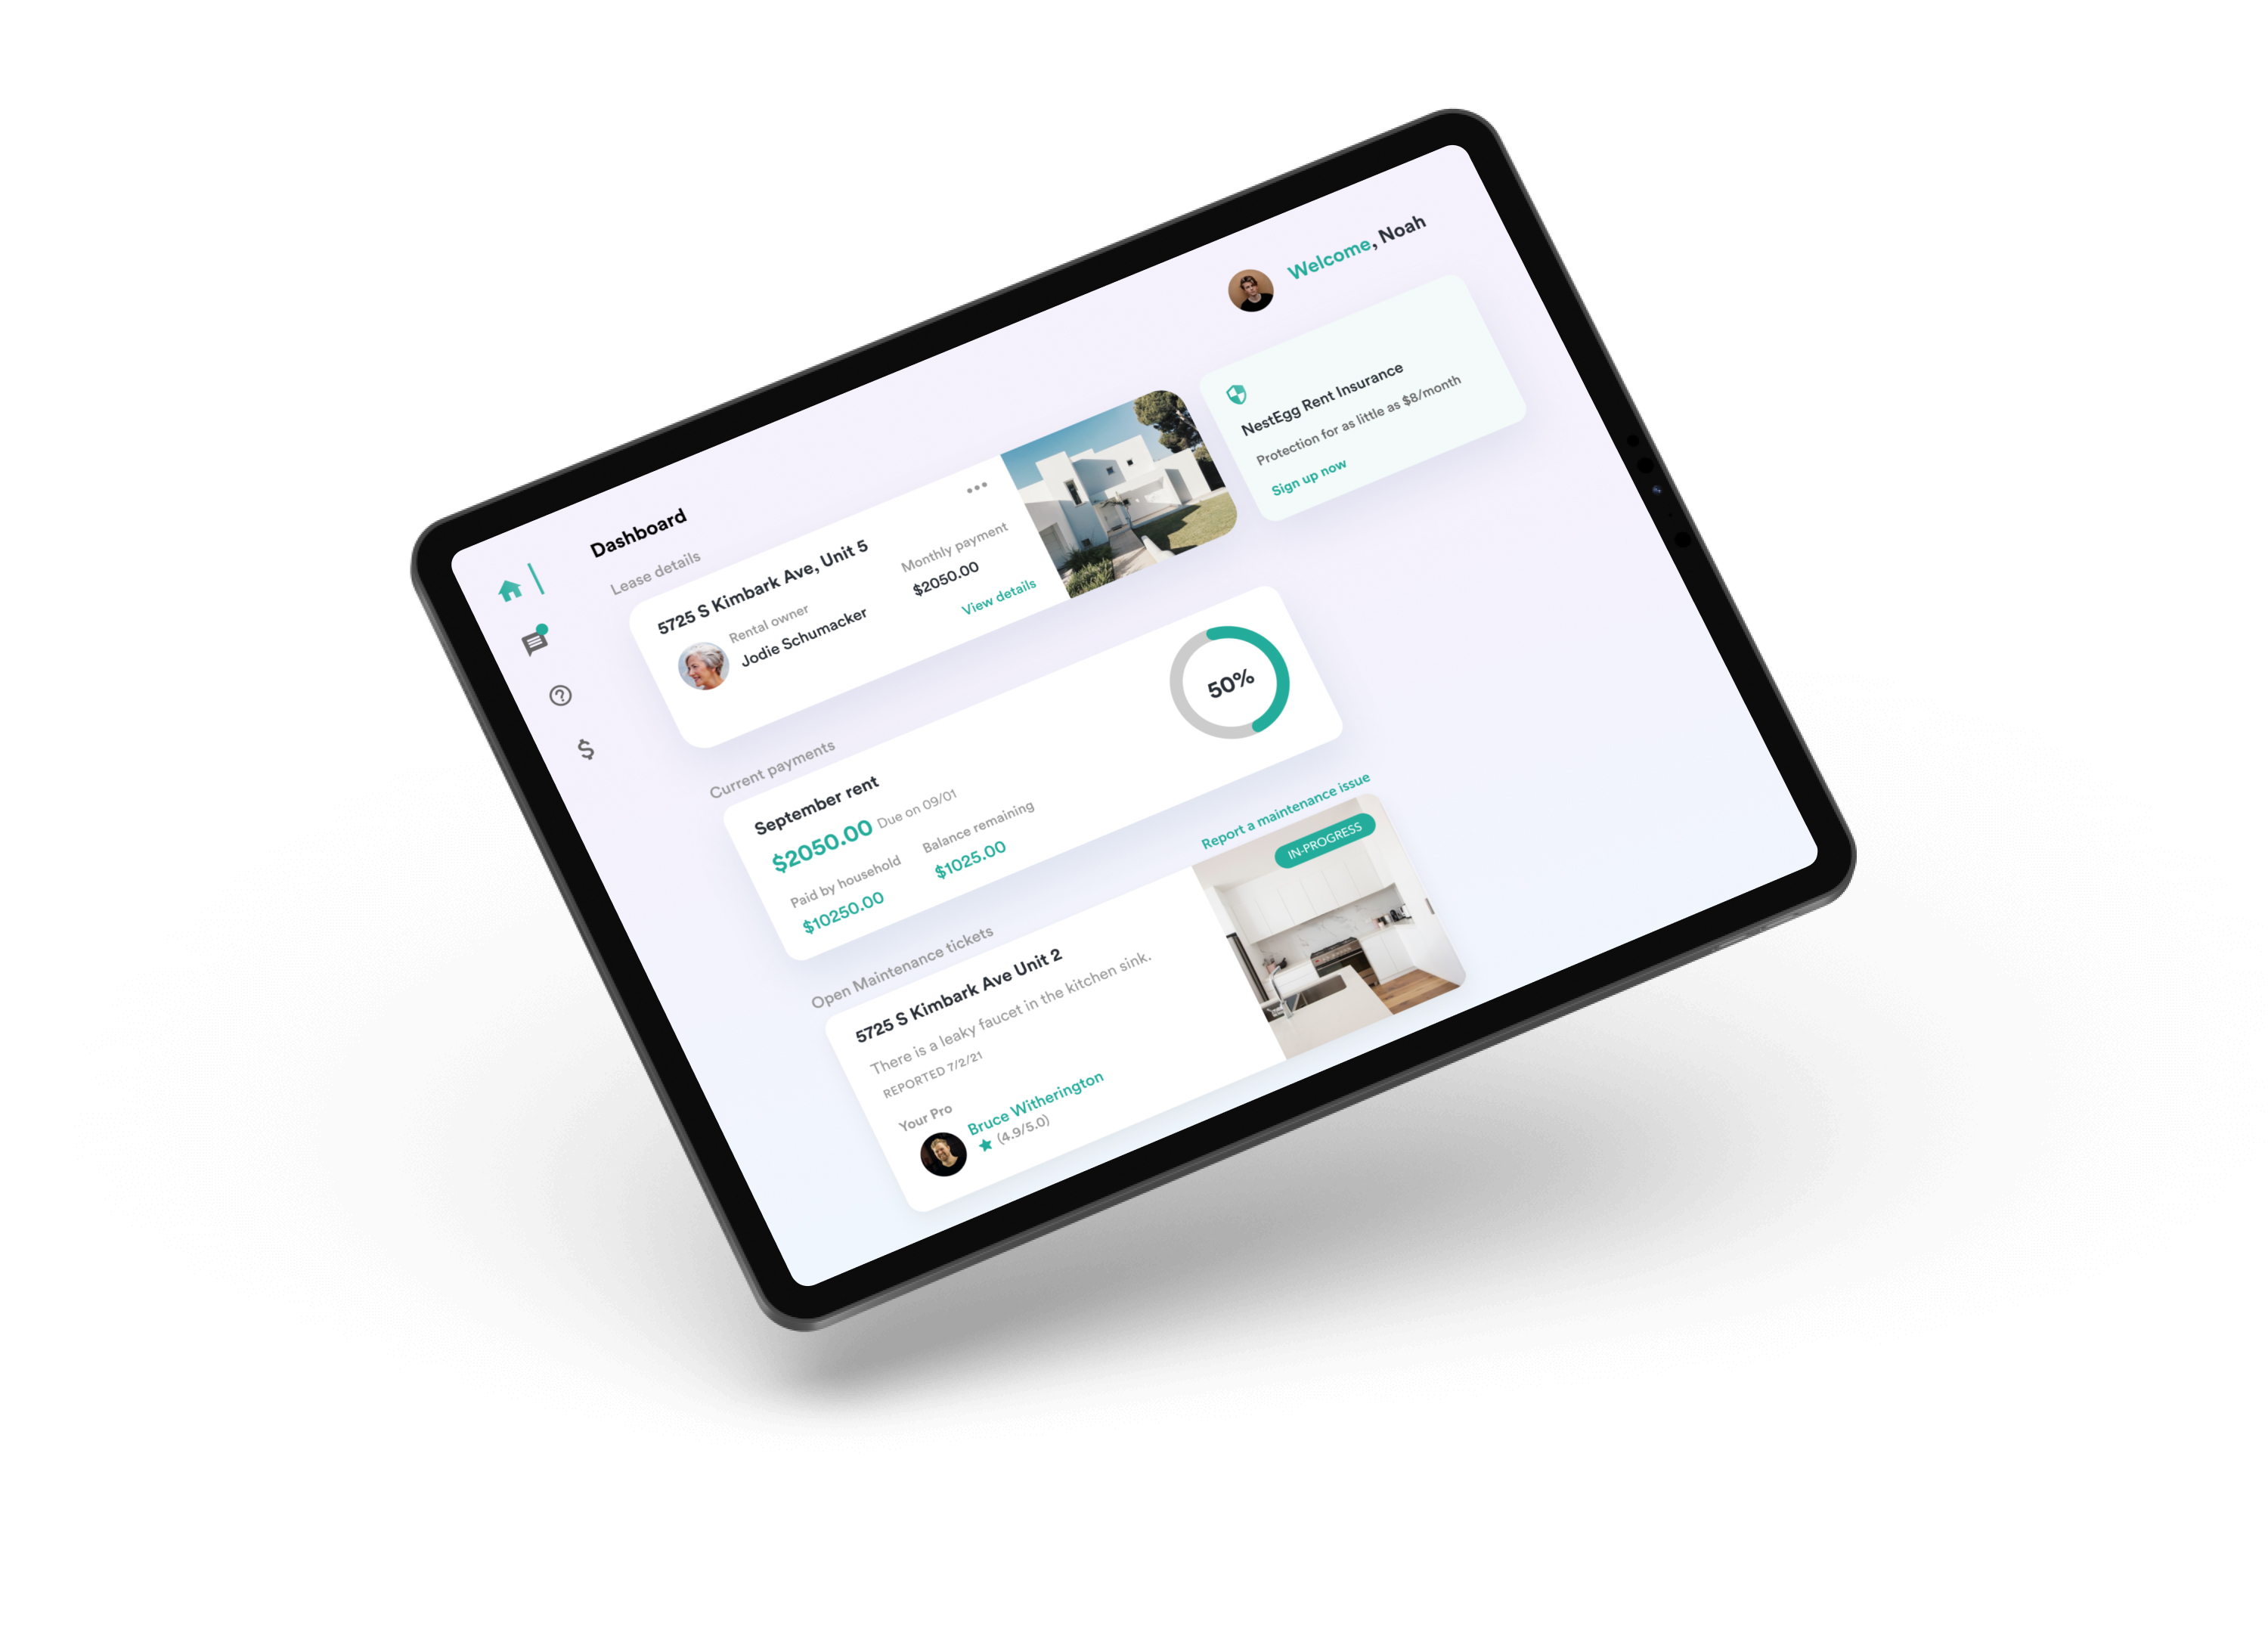 Welcome, Noah
Dashboard
Lease details
5725 S Kimbark Ave, Unit 5
Rental owner
Jodie Schumacker
Monthly payment
$2050.00
View details
NestEgg Rent Insurance
Protection for as little as $8/month
Sign up now
Current payments
September rent
$2050.00 Due on 09/01
Paid by household
$10250.00
Balance remaining
$1025.00
50%
Open Maintenance tickets
Report a maintenance issue
5725 S Kimbark Ave Unit 2
There is a leaky faucet in the kitchen sink.
REPORTED 7/2/21
Your Pro
Bruce Witherington
(4.9/5.0)
IN-PROGRESS